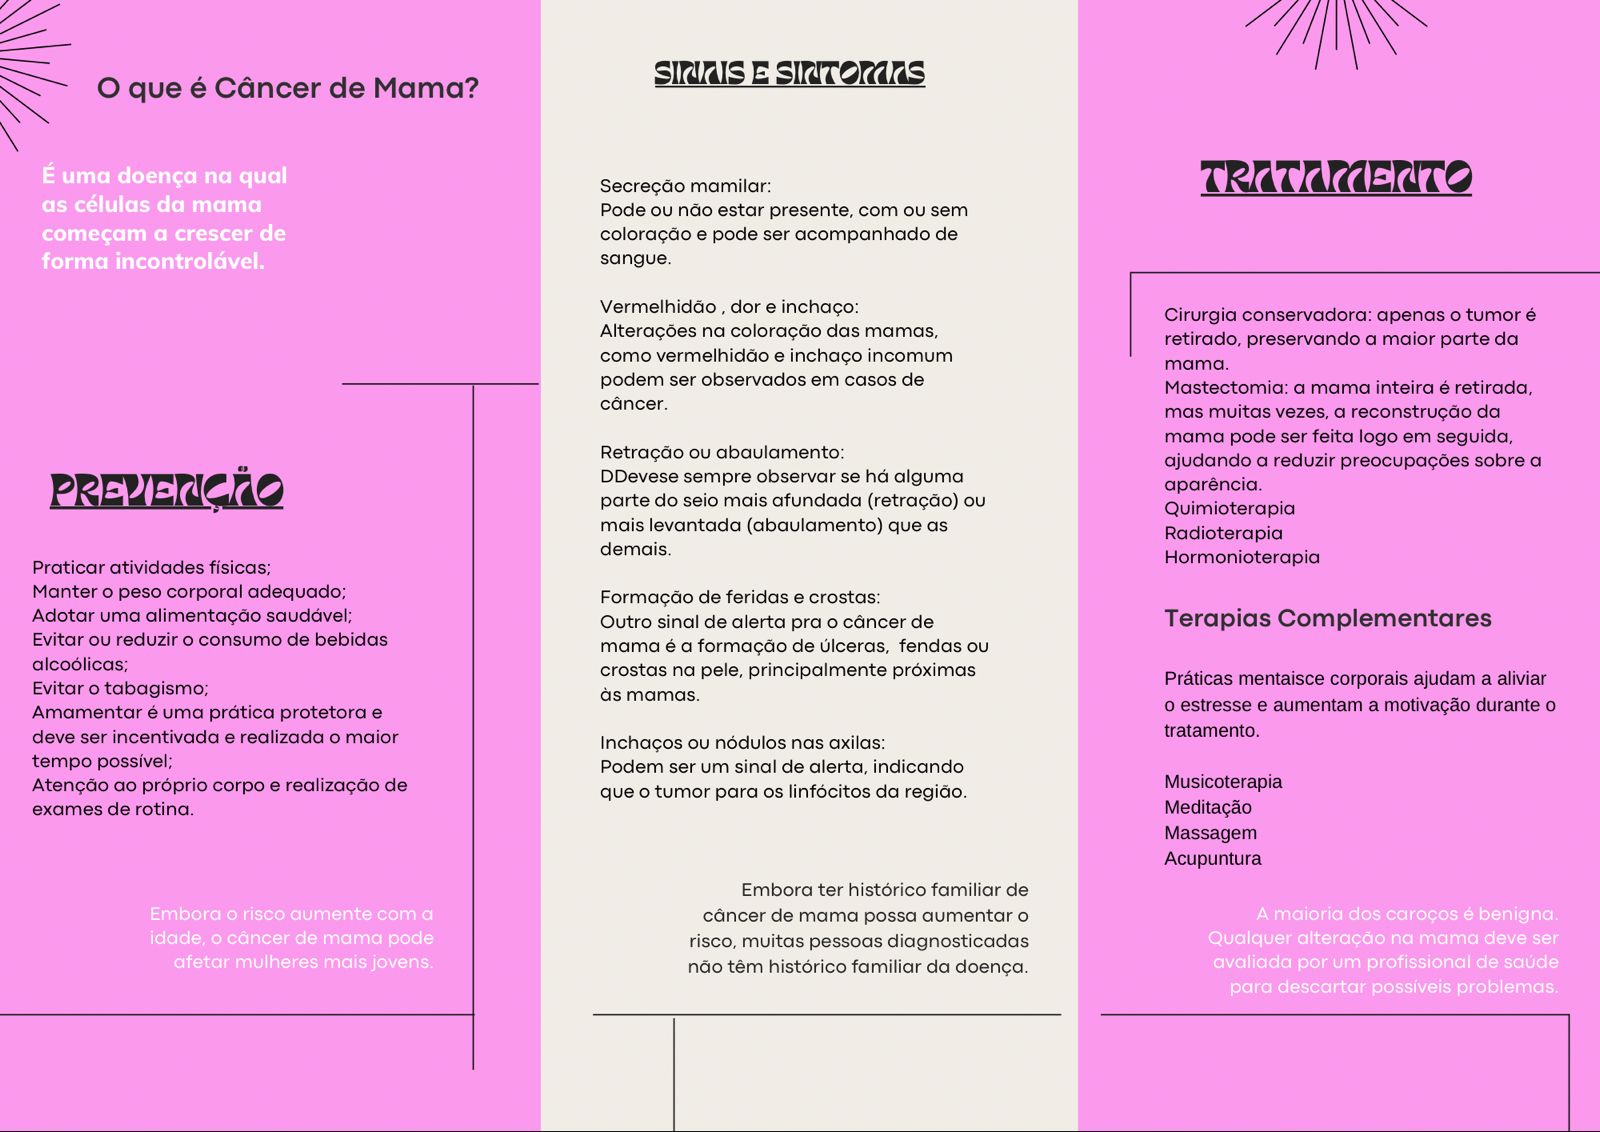 O que é Câncer de Mama?
É uma doença na qual
as células da mama
começam a crescer de
forma incontrolável.
PREVENÇÃO
Praticar atividades físicas;
Manter o peso corporal adequado;
Adotar uma alimentação saudável;
Evitar ou reduzir o consumo de bebidas
alcoólicas;
Evitar o tabagismo;
Amamentar é uma prática protetora e
deve ser incentivada e realizada o maior
tempo possível;
Atenção ao próprio corpo e realização de
exames de rotina.
Embora o risco aumente com a
idade, o câncer de mama pode
afetar mulheres mais jovens.
SINAIS E SINTOMAS
Secreção mamilar:
Pode ou não estar presente, com ou sem
coloração e pode ser acompanhado de
sangue.
Vermelhidão , dor e inchaço:
Alterações na coloração das mamas,
como vermelhidão e inchaço incomum
podem ser observados em casos de
câncer.
Retração ou abaulamento:
DDevese sempre observar se há alguma
parte do seio mais afundada (retração) ou
mais levantada (abaulamento) que as
demais.
Formação de feridas e crostas:
Outro sinal de alerta pra o câncer de
mama é a formação de úlceras,  fendas ou
crostas na pele, principalmente próximas
às mamas.
Inchaços ou nódulos nas axilas:
Podem ser um sinal de alerta, indicando
que o tumor para os linfócitos da região.
Embora ter histórico familiar de
câncer de mama possa aumentar o
risco, muitas pessoas diagnosticadas
não têm histórico familiar da doença.
TRATAMENTO
Cirurgia conservadora: apenas o tumor é
retirado, preservando a maior parte da
mama.
Mastectomia: a mama inteira é retirada,
mas muitas vezes, a reconstrução da
mama pode ser feita logo em seguida,
ajudando a reduzir preocupações sobre a
aparência.
Quimioterapia
Radioterapia
Hormonioterapia
Terapias Complementares
Práticas mentaisce corporais ajudam a aliviar
o estresse e aumentam a motivação durante o
tratamento.
Musicoterapia
Meditação
Massagem
Acupuntura
A maioria dos caroços é benigna.
Qualquer alteração na mama deve ser
avaliada por um profissional de saúde
para descartar possíveis problemas.